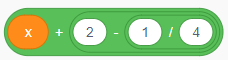 x + 2 - 1 / 4